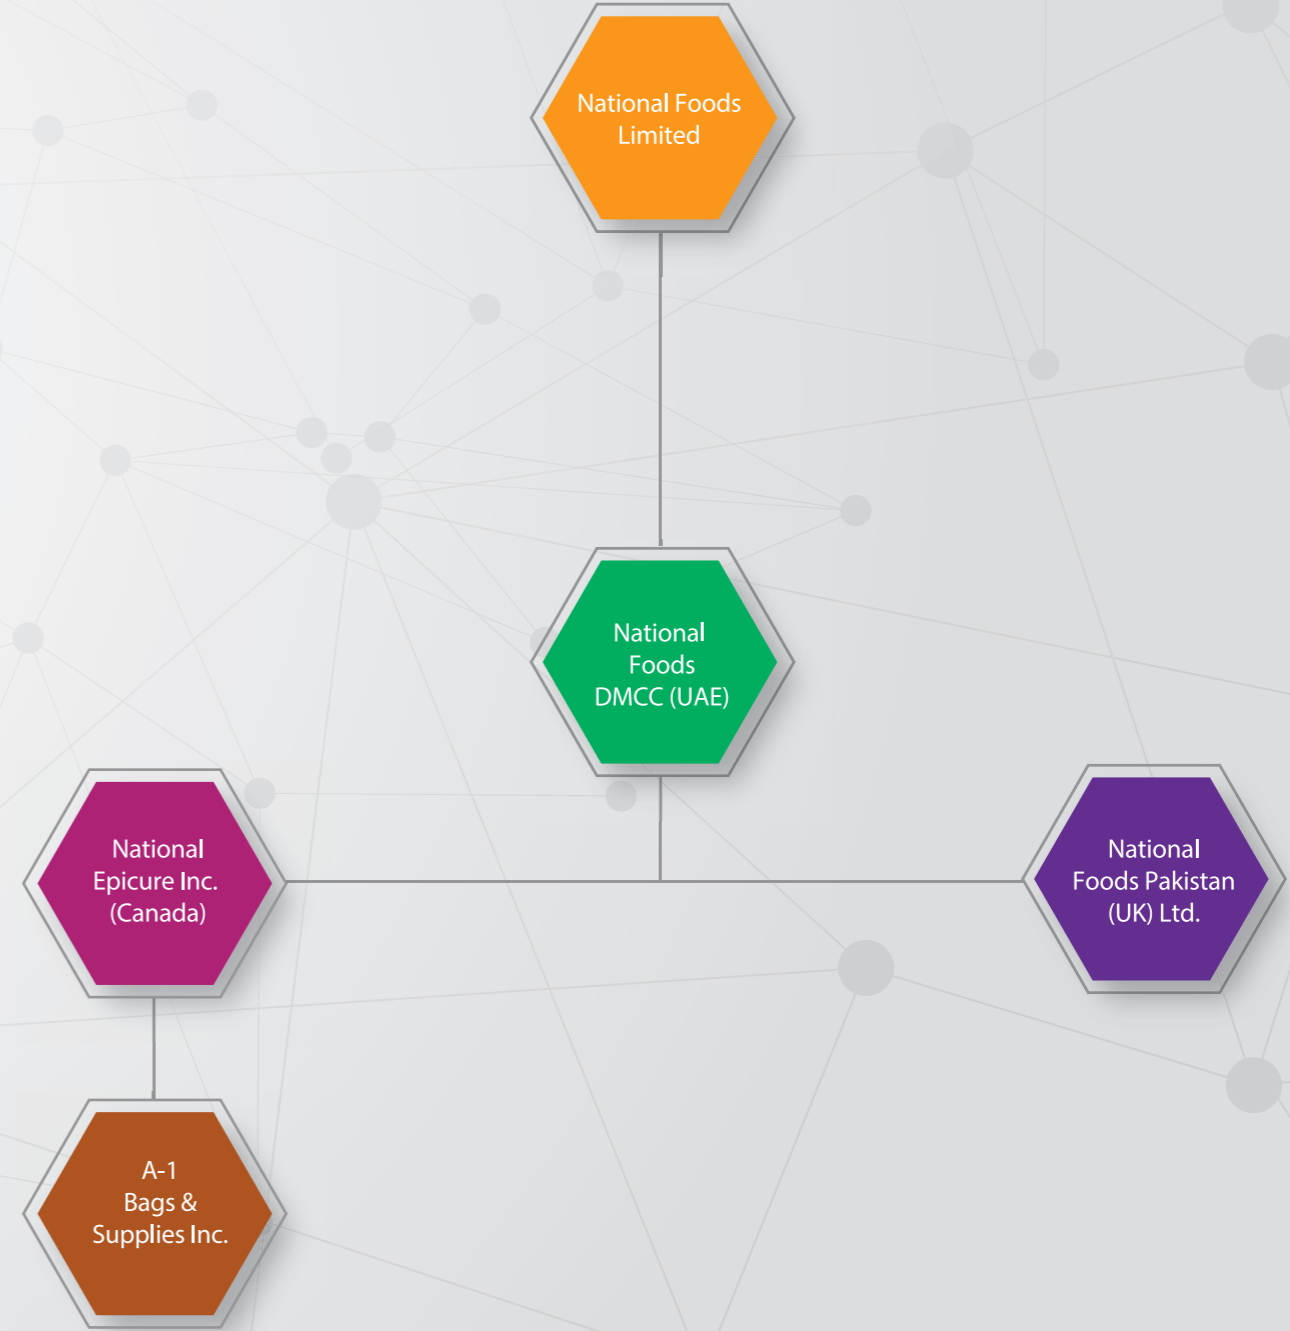 National Foods
Limited
National
Foods
DMCC (UAE)
National
Epicure Inc.
(Canada)
National
Foods Pakistan
(UK) Ltd.
A-1
Bags &
Supplies Inc.